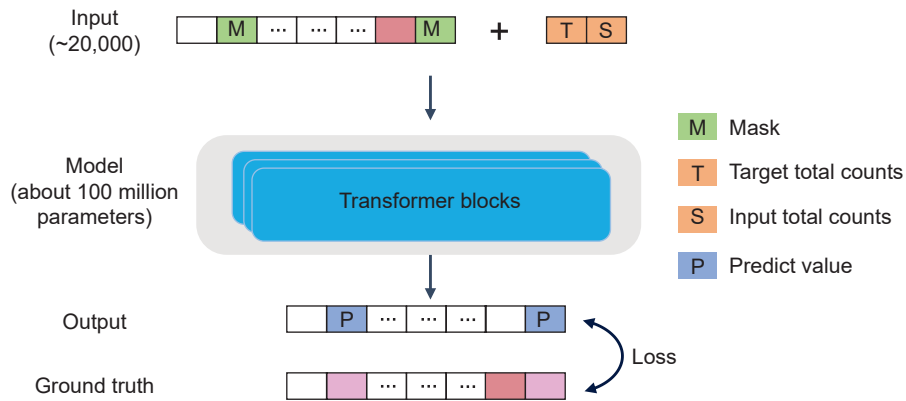 Input
(~20,000)
M ... ... ... M + T S
Model
(about 100 million
parameters)
Transformer blocks
M Mask
T Target total counts
S Input total counts
P Predict value
Output
P ... ... ... P
Loss
Ground truth
... ... ...